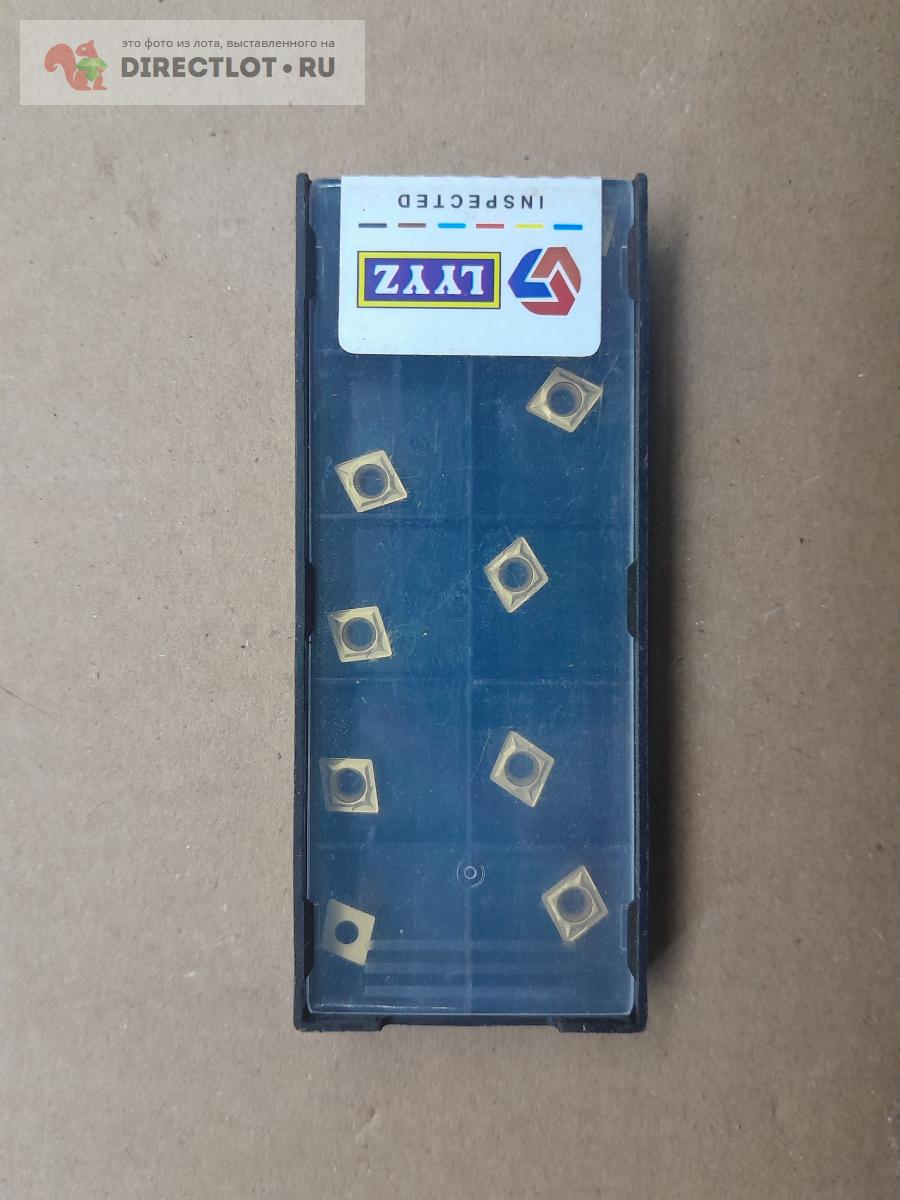 это фото из лота, выставленного на
DIRECTLOT•RU
INSPECTED
LYYZ